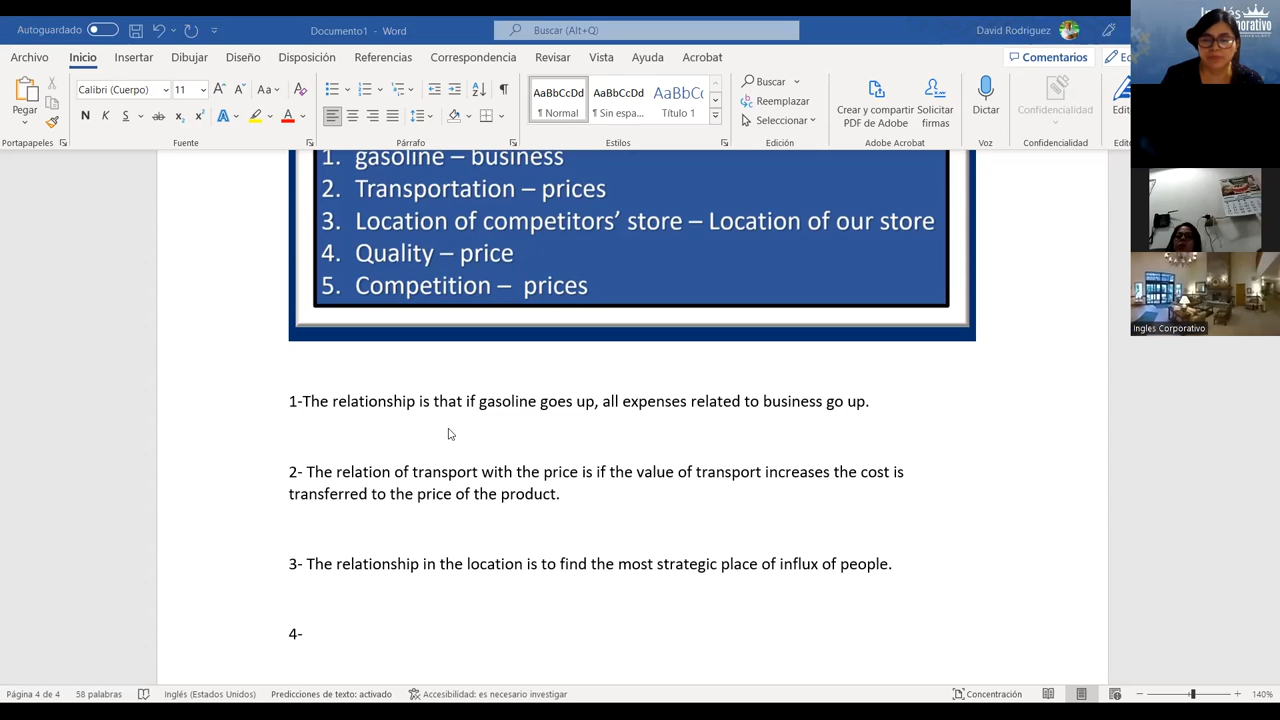 Autoguardado
Documento1 - Word
Buscar (Alt+Q)
David Rodriguez
Archivo Inicio Insertar Dibujar Diseño Disposición Referencias Correspondencia Revisar Vista Ayuda Acrobat
Comentarios
Pegar
Calibri (Cuerpo) 11
N K S ab x₂ x²
AaBbCcDd AaBbCcDd AaBbC
¶ Normal ¶ Sin espa... Título 1
Buscar
Reemplazar
Seleccionar
Crear y compartir PDF de Adobe
Solicitar firmas
Dictar
Confidencialidad
Portapapeles Fuente Párrafo Estilos Edición Adobe Acrobat Voz Confidencialidad
1. gasoline – business
2. Transportation – prices
3. Location of competitors’ store – Location of our store
4. Quality – price
5. Competition – prices
1-The relationship is that if gasoline goes up, all expenses related to business go up.
2- The relation of transport with the price is if the value of transport increases the cost is
transferred to the price of the product.
3- The relationship in the location is to find the most strategic place of influx of people.
4-
Ingles Corporativo
Página 4 de 4 58 palabras Inglés (Estados Unidos) Predicciones de texto: activado Accesibilidad: es necesario investigar Concentración 140%